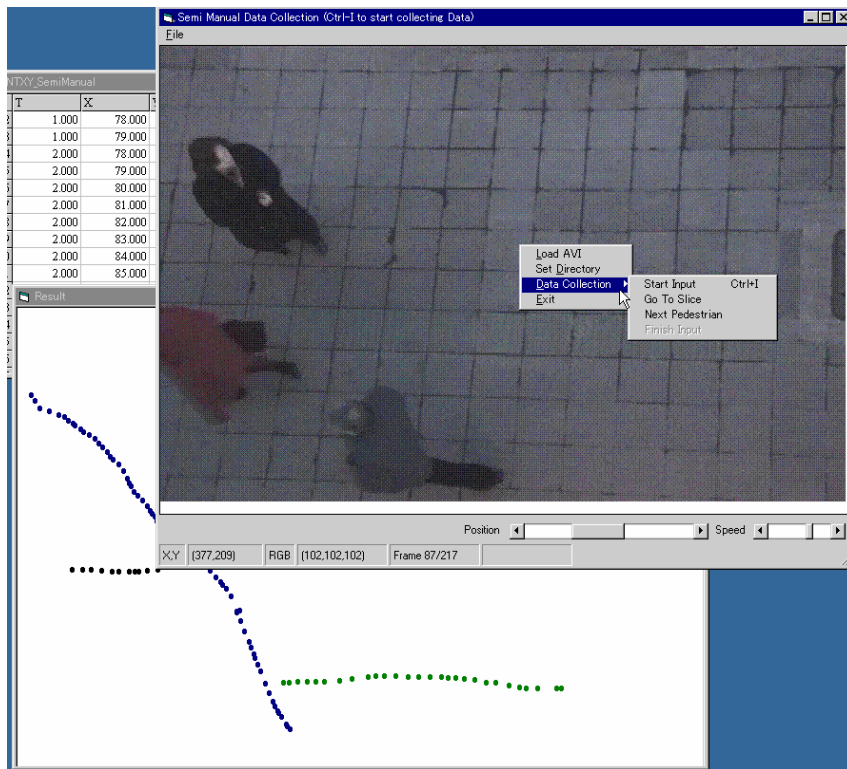 Semi Manual Data Collection (Ctrl-I to start collecting Data)
File
NTXY_SemiManual
T X
1.000 78.000
1.000 79.000
2.000 78.000
2.000 79.000
2.000 80.000
2.000 81.000
2.000 82.000
2.000 83.000
2.000 84.000
2.000 85.000
Result
Load AVI
Set Directory
Data Collection
Exit
Start Input Ctrl+I
Go To Slice
Next Pedestrian
Finish Input
Position Speed
X,Y (377,209) RGB (102,102,102) Frame 87/217